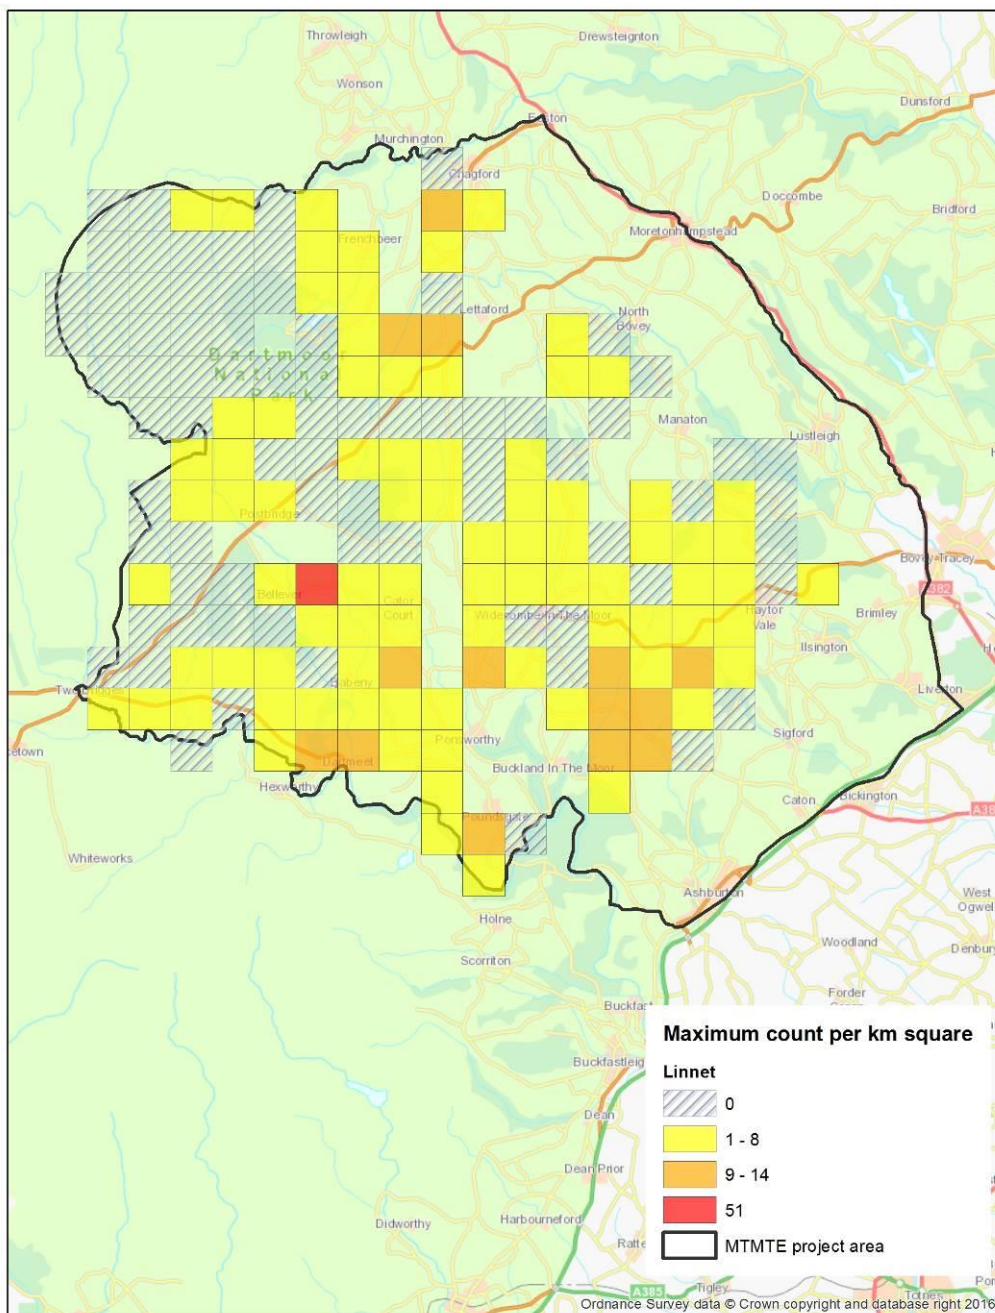 Throwleigh
Drewsteignton
Wonson
Dunsford
Easton
Murchington
Chagford
Doccombe
Bridford
Moretonhampstead
Frenchbeer
Lettaford
North
Bovey
Dartmoor
National
Park
Manaton
Lustleigh
Postbridge
Bovey Tracey
A382
Bellever
Cator
Court
Widecombe In The Moor
Haytor
Vale
Brimley
Ilsington
Babeny
Two Bridges
Liverton
cetown
Ponsworthy
Sigford
Dartmeet
Buckland In The Moor
Hexworthy
Caton
Bickington
A38
Poundsgate
Whiteworks
Ashburton
West
Ogwell
Holne
Woodland
Denbury
Scorriton
Forder
Buckfast
Maximum count per km square
Linnet
0
1 - 8
9 - 14
51
MTMTE project area
Buckfastleigh
Dean
Dean Prior
Didworthy
Harbourneford
Ratte
A385
Tigley
Totnes
Ordnance Survey data © Crown copyright and database right 2016